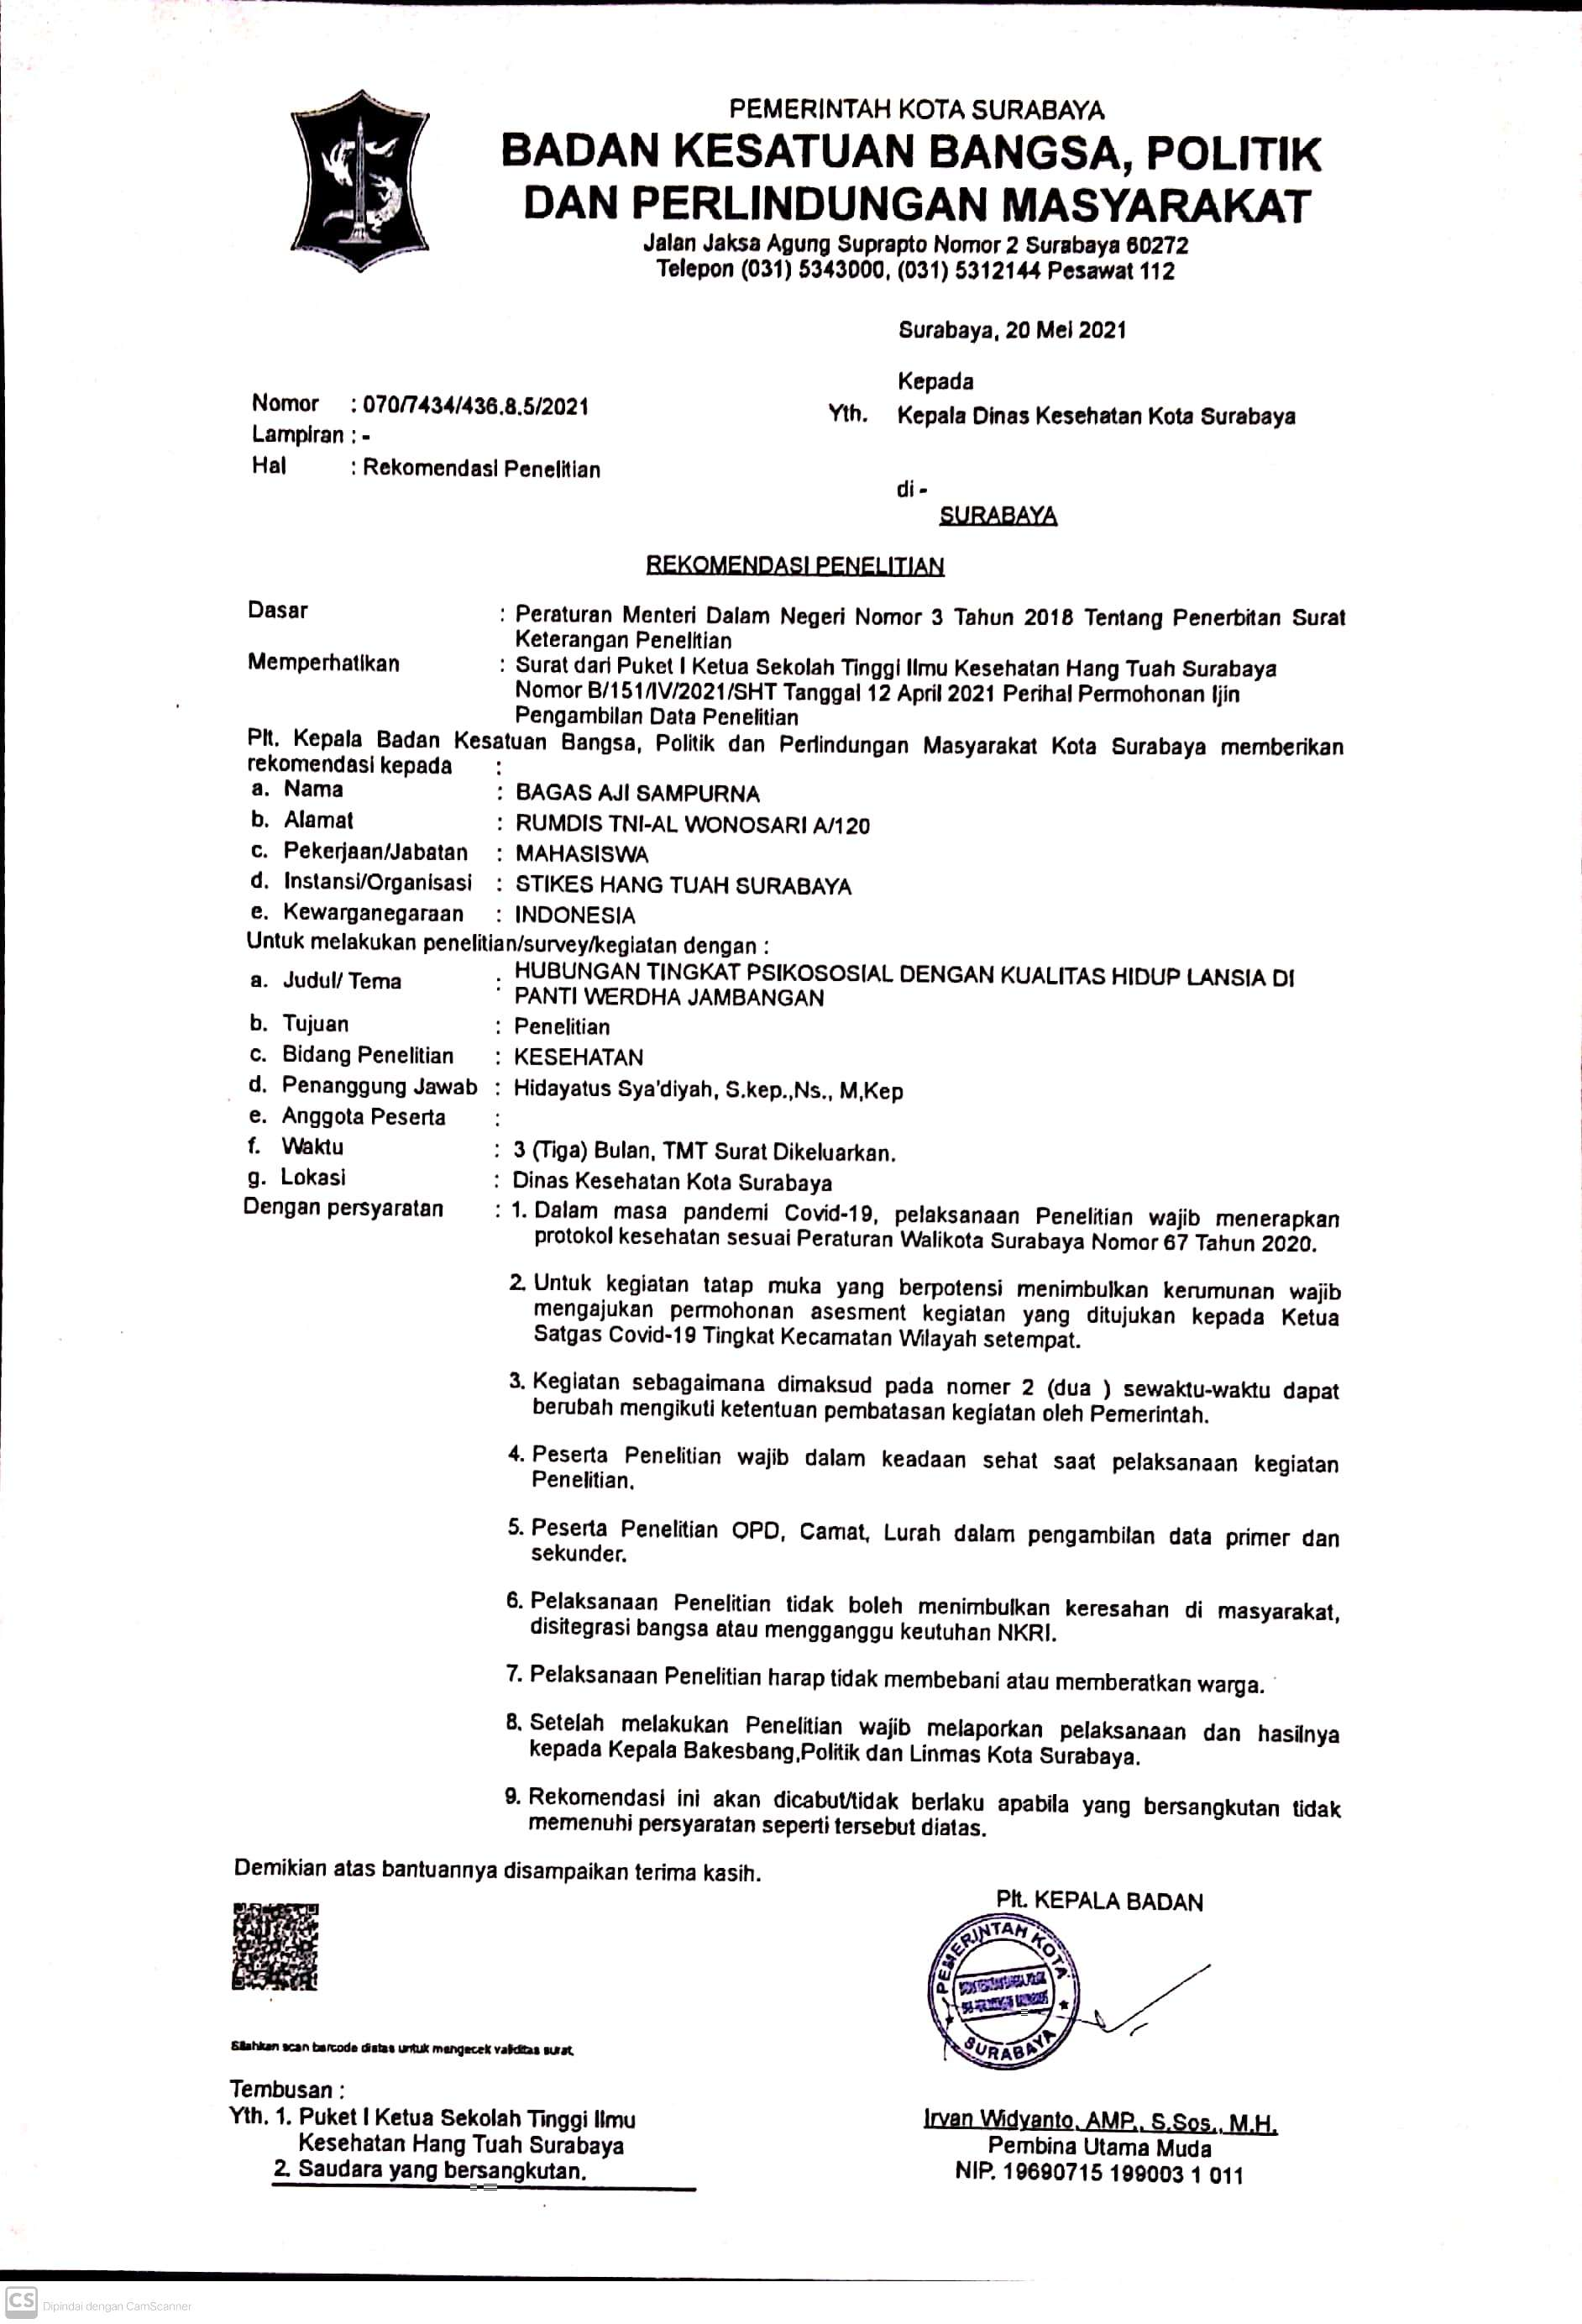 PEMERINTAH KOTA SURABAYA
BADAN KESATUAN BANGSA, POLITIK
DAN PERLINDUNGAN MASYARAKAT
Jalan Jaksa Agung Suprapto Nomor 2 Surabaya 60272
Telepon (031) 5343000, (031) 5312144 Pesawat 112
Surabaya, 20 Mei 2021
Kepada
Nomor : 070/7434/436.8.5/2021
Yth. Kepala Dinas Kesehatan Kota Surabaya
Lampiran : -
Hal : Rekomendasi Penelitian
di -
SURABAYA
REKOMENDASI PENELITIAN
Dasar : Peraturan Menteri Dalam Negeri Nomor 3 Tahun 2018 Tentang Penerbitan Surat
Keterangan Penelitian
Memperhatikan : Surat dari Puket I Ketua Sekolah Tinggi Ilmu Kesehatan Hang Tuah Surabaya
Nomor B/151/IV/2021/SHT Tanggal 12 April 2021 Perihal Permohonan Ijin
Pengambilan Data Penelitian
Plt. Kepala Badan Kesatuan Bangsa, Politik dan Perlindungan Masyarakat Kota Surabaya memberikan
rekomendasi kepada :
a. Nama : BAGAS AJI SAMPURNA
b. Alamat : RUMDIS TNI-AL WONOSARI A/120
c. Pekerjaan/Jabatan : MAHASISWA
d. Instansi/Organisasi : STIKES HANG TUAH SURABAYA
e. Kewarganegaraan : INDONESIA
Untuk melakukan penelitian/survey/kegiatan dengan :
a. Judul/ Tema : HUBUNGAN TINGKAT PSIKOSOSIAL DENGAN KUALITAS HIDUP LANSIA DI
PANTI WERDHA JAMBANGAN
b. Tujuan : Penelitian
c. Bidang Penelitian : KESEHATAN
d. Penanggung Jawab : Hidayatus Sya'diyah, S.kep.,Ns., M,Kep
e. Anggota Peserta :
f. Waktu : 3 (Tiga) Bulan, TMT Surat Dikeluarkan.
g. Lokasi : Dinas Kesehatan Kota Surabaya
Dengan persyaratan : 1. Dalam masa pandemi Covid-19, pelaksanaan Penelitian wajib menerapkan
protokol kesehatan sesuai Peraturan Walikota Surabaya Nomor 67 Tahun 2020.
2. Untuk kegiatan tatap muka yang berpotensi menimbulkan kerumunan wajib
mengajukan permohonan asesment kegiatan yang ditujukan kepada Ketua
Satgas Covid-19 Tingkat Kecamatan Wilayah setempat.
3. Kegiatan sebagaimana dimaksud pada nomer 2 (dua ) sewaktu-waktu dapat
berubah mengikuti ketentuan pembatasan kegiatan oleh Pemerintah.
4. Peserta Penelitian wajib dalam keadaan sehat saat pelaksanaan kegiatan
Penelitian.
5. Peserta Penelitian OPD, Camat, Lurah dalam pengambilan data primer dan
sekunder.
6. Pelaksanaan Penelitian tidak boleh menimbulkan keresahan di masyarakat,
disitegrasi bangsa atau mengganggu keutuhan NKRI.
7. Pelaksanaan Penelitian harap tidak membebani atau memberatkan warga.
8. Setelah melakukan Penelitian wajib melaporkan pelaksanaan dan hasilnya
kepada Kepala Bakesbang,Politik dan Linmas Kota Surabaya.
9. Rekomendasi ini akan dicabut/tidak berlaku apabila yang bersangkutan tidak
memenuhi persyaratan seperti tersebut diatas.
Demikian atas bantuannya disampaikan terima kasih.
Plt. KEPALA BADAN
PEMERINTAH KOTA
SURABAYA
Silahkan scan barcode diatas untuk mengecek validitas surat.
Tembusan :
Yth. 1. Puket I Ketua Sekolah Tinggi Ilmu
Kesehatan Hang Tuah Surabaya
2. Saudara yang bersangkutan.
Irvan Widyanto, AMP., S.Sos., M.H.
Pembina Utama Muda
NIP. 19690715 199003 1 011
CS Dipindai dengan CamScanner